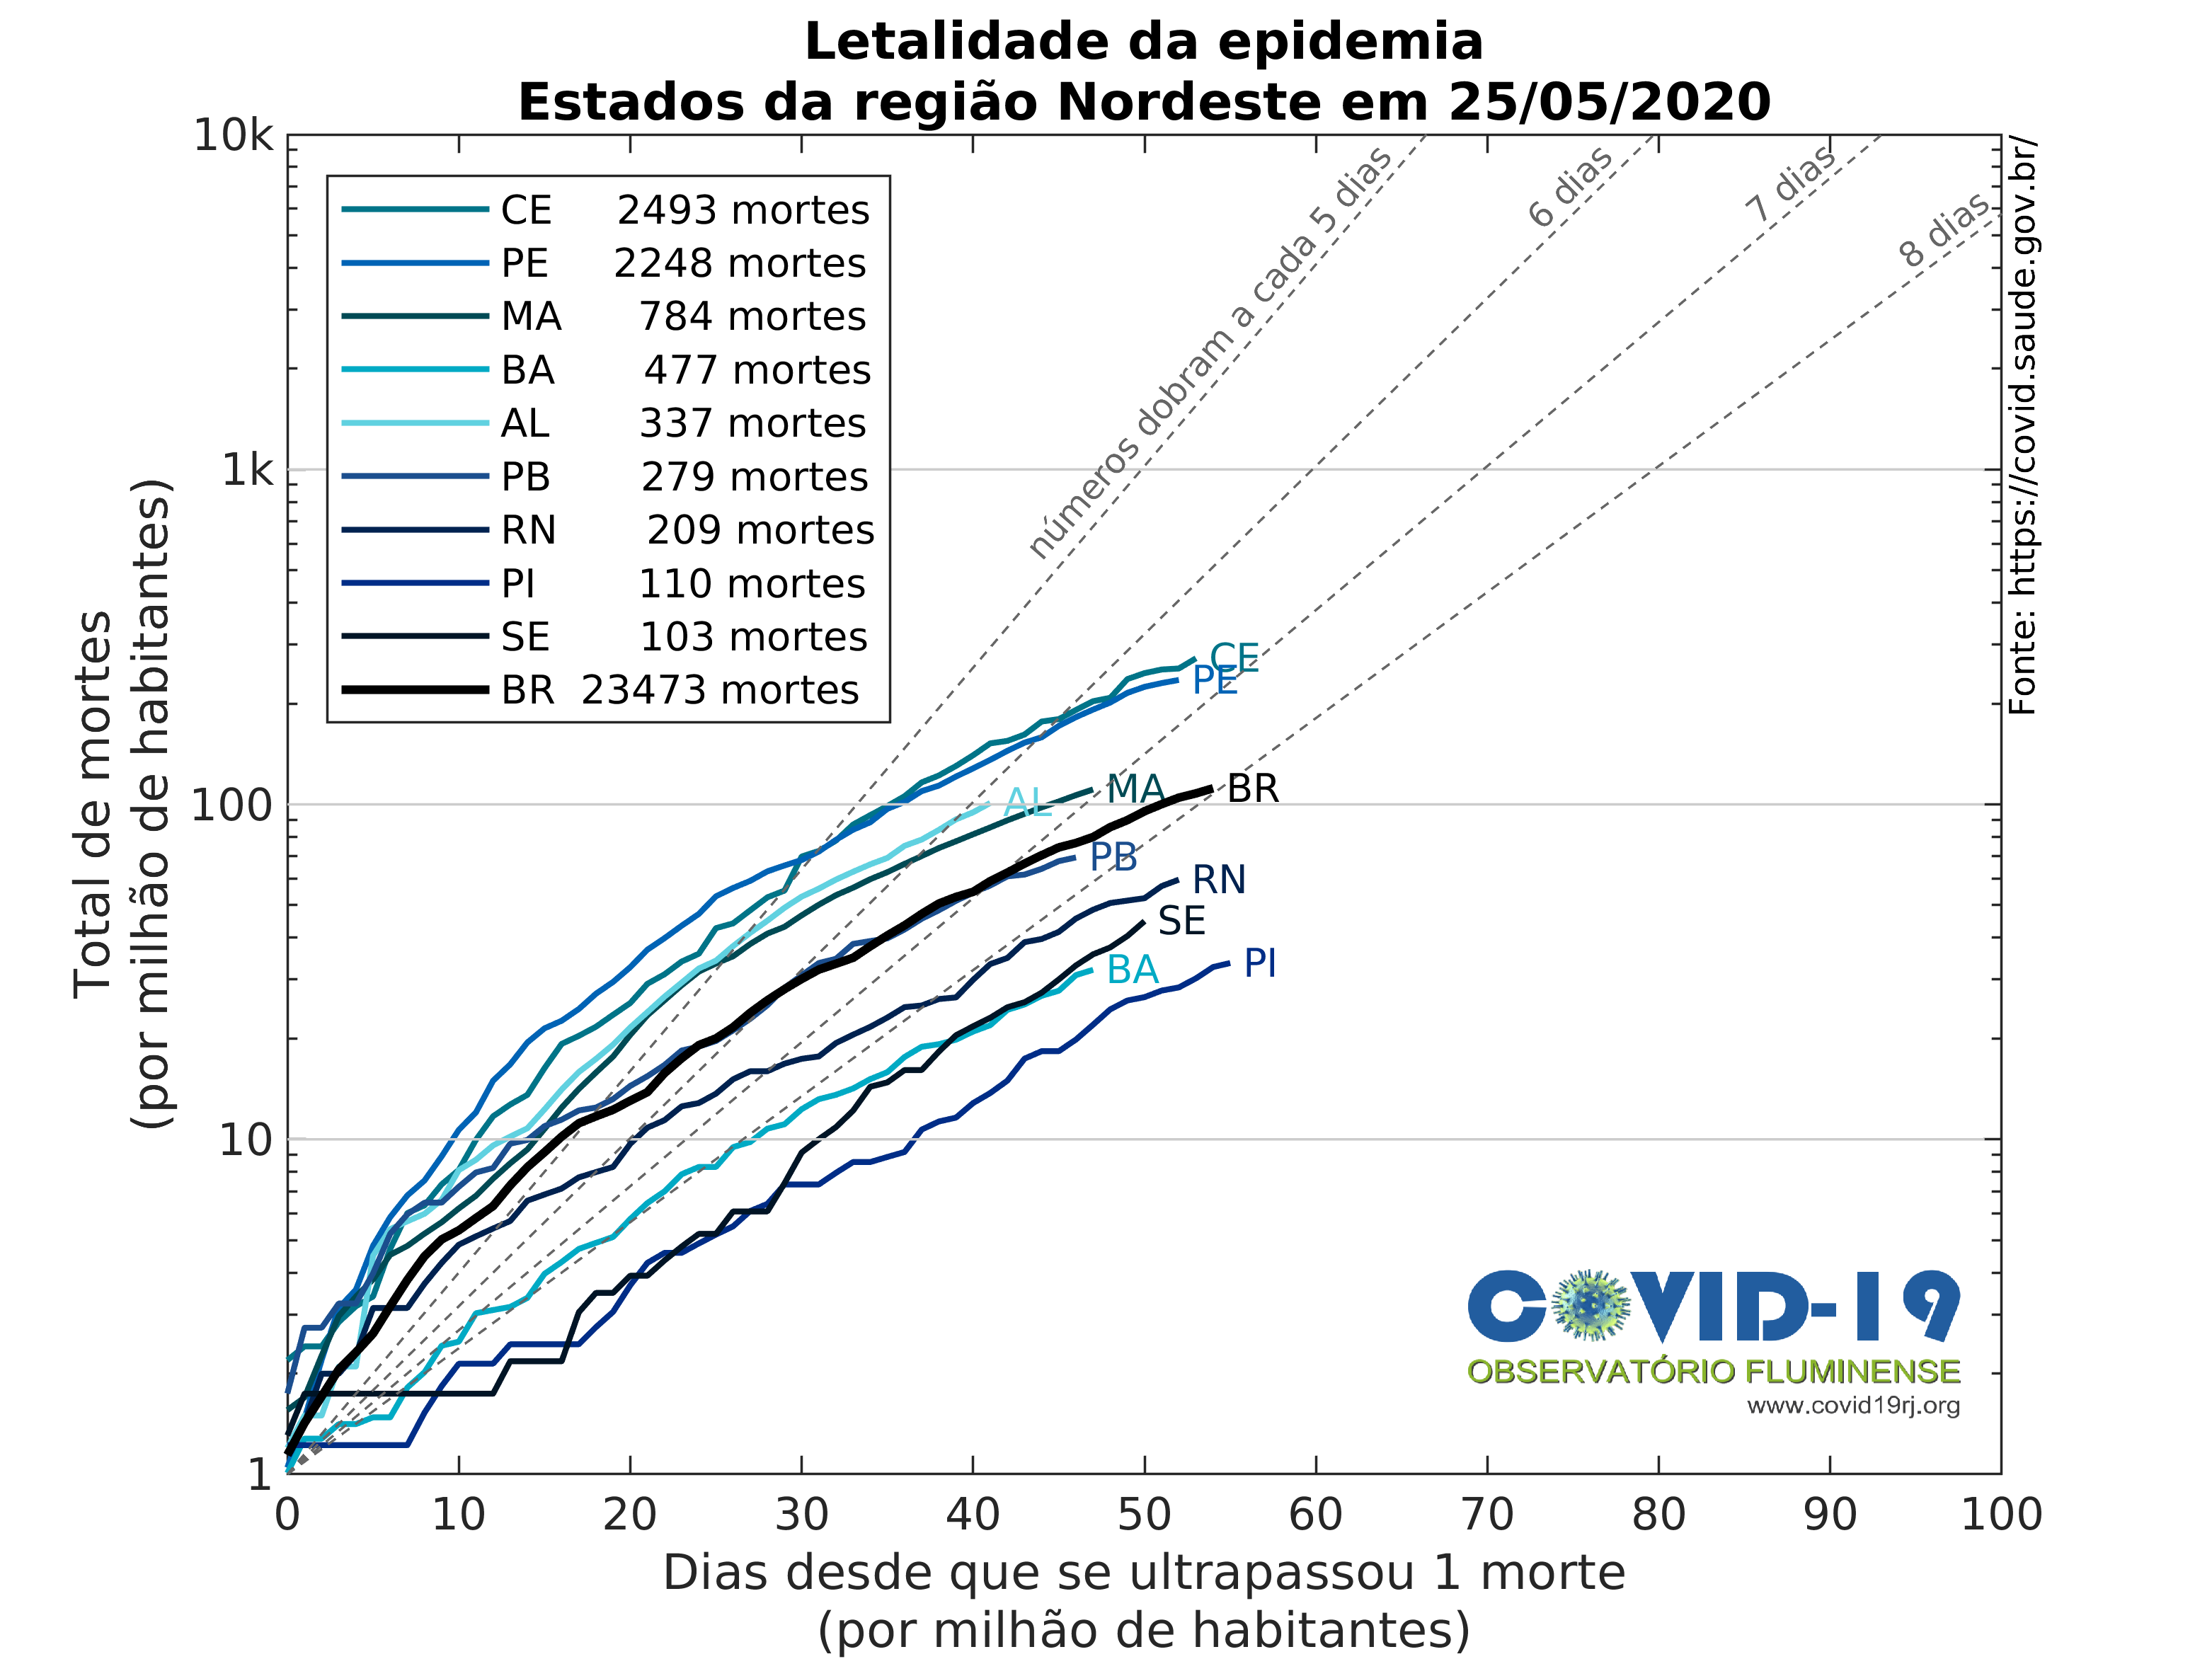 Letalidade da epidemia
Estados da região Nordeste em 25/05/2020
10k
1k
100
10
1
Total de mortes
(por milhão de habitantes)
CE 2493 mortes
PE 2248 mortes
MA 784 mortes
BA 477 mortes
AL 337 mortes
PB 279 mortes
RN 209 mortes
PI 110 mortes
SE 103 mortes
BR 23473 mortes
números dobram a cada 5 dias
6 dias
7 dias
8 dias
Fonte: https://covid.saude.gov.br/
CE
PE
AL
MA
BR
PB
RN
SE
BA
PI
COVID-19
OBSERVATÓRIO FLUMINENSE
www.covid19rj.org
0 10 20 30 40 50 60 70 80 90 100
Dias desde que se ultrapassou 1 morte
(por milhão de habitantes)